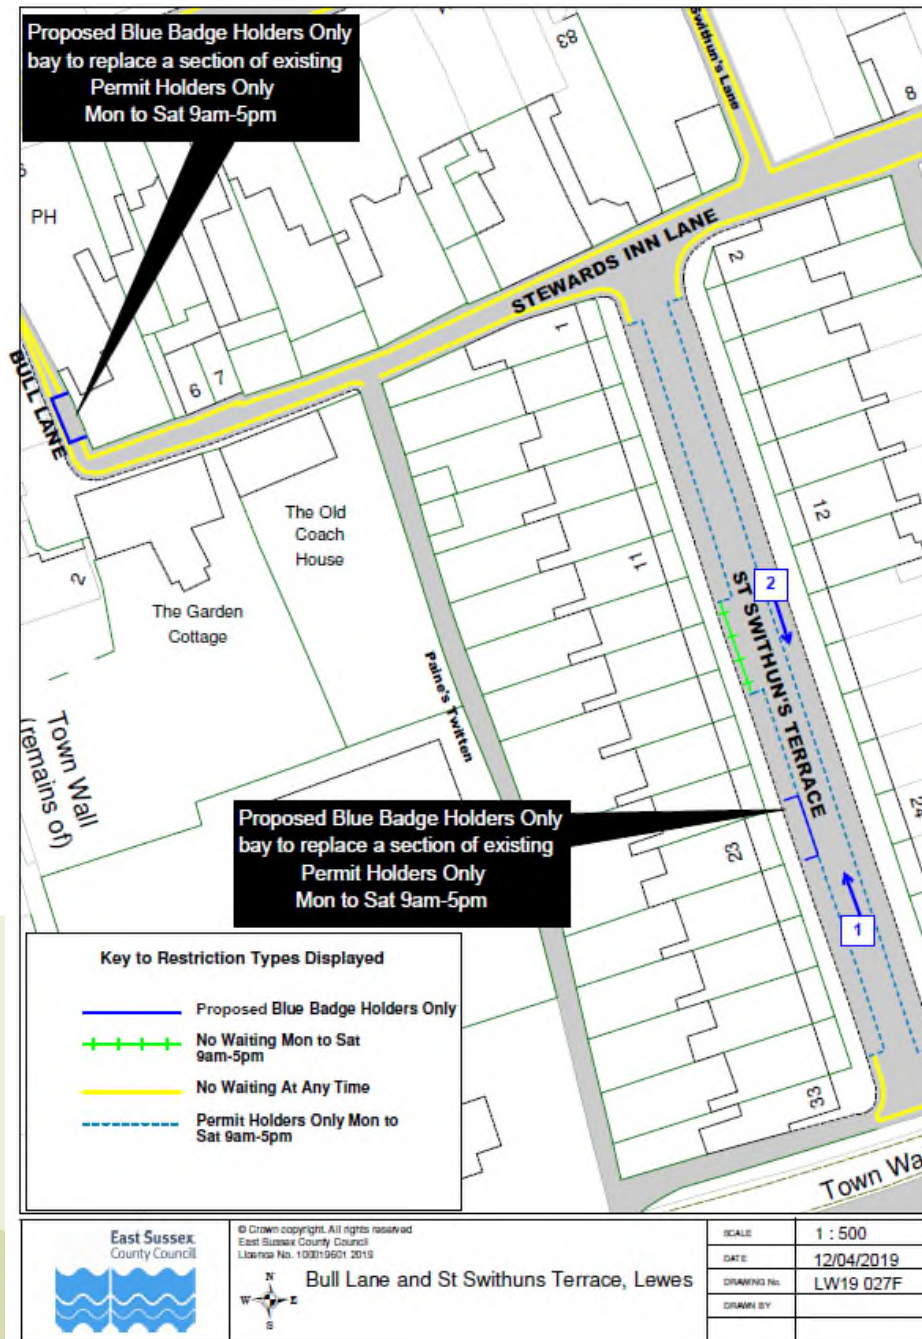 Proposed Blue Badge Holders Only
bay to replace a section of existing
Permit Holders Only
Mon to Sat 9am-5pm
83
Swithun's Lane
8
PH
STEWARDS INN LANE
2
1
BULL LANE
6
7
The Old
Coach
House
12
11
2
ST SWITHUN'S TERRACE
2
The Garden
Cottage
Paine's Twitten
Town Wall
(remains of)
24
Proposed Blue Badge Holders Only
bay to replace a section of existing
Permit Holders Only
Mon to Sat 9am-5pm
23
1
Key to Restriction Types Displayed
Proposed Blue Badge Holders Only
No Waiting Mon to Sat
9am-5pm
No Waiting At Any Time
Permit Holders Only Mon to
Sat 9am-5pm
33
Town Wa
East Sussex
County Council
© Crown copyright. All rights reserved
East Sussex County Council
Licence No. 100019601 2019
N
W E
S
Bull Lane and St Swithuns Terrace, Lewes
SCALE 1 : 500
DATE 12/04/2019
DRAWING No. LW19 027F
DRAWN BY